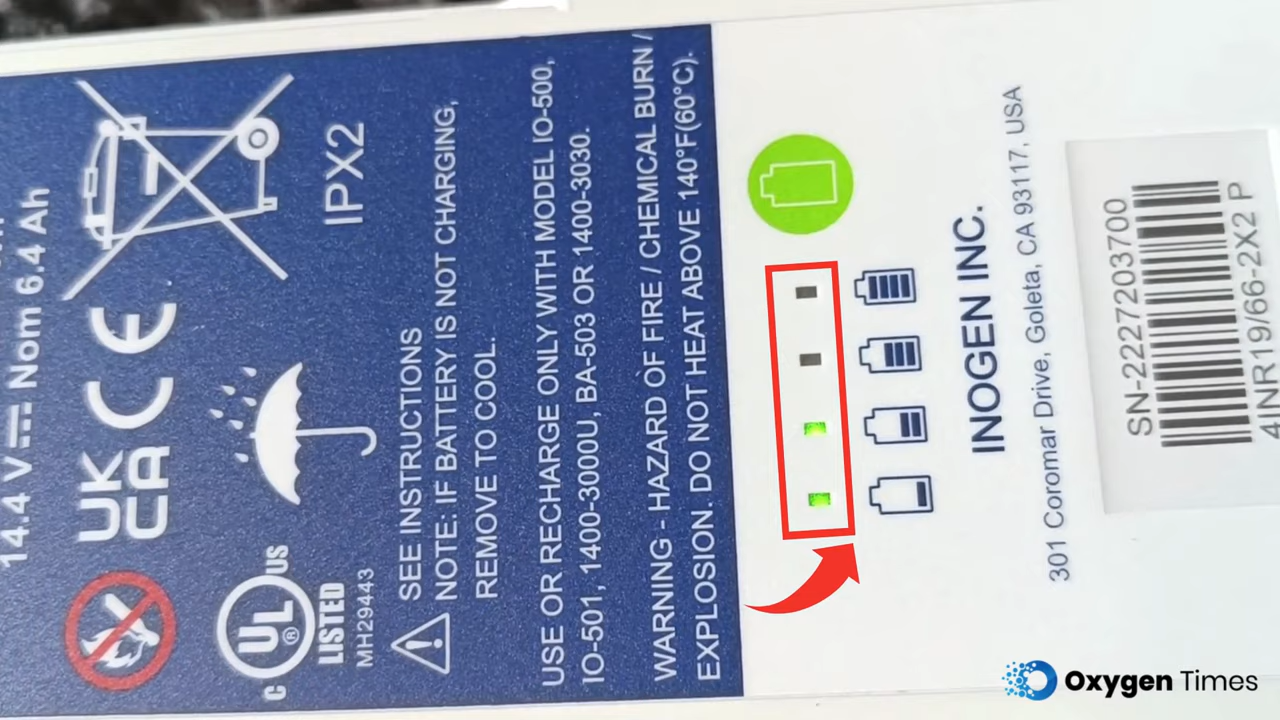 14.4 V⎓ Nom 6.4 Ah
UK
CA
CE
IPX2
C UL US
®
LISTED
MH29443
SEE INSTRUCTIONS
NOTE: IF BATTERY IS NOT CHARGING,
REMOVE TO COOL.
USE OR RECHARGE ONLY WITH MODEL IO-500,
IO-501, 1400-3000U, BA-503 OR 1400-3030.
WARNING - HAZARD OF FIRE / CHEMICAL BURN /
EXPLOSION. DO NOT HEAT ABOVE 140°F(60°C).
INOGEN INC.
301 Coromar Drive, Goleta, CA 93117, USA
SN-2227203700
4INR19/66-2X2 P
Oxygen Times